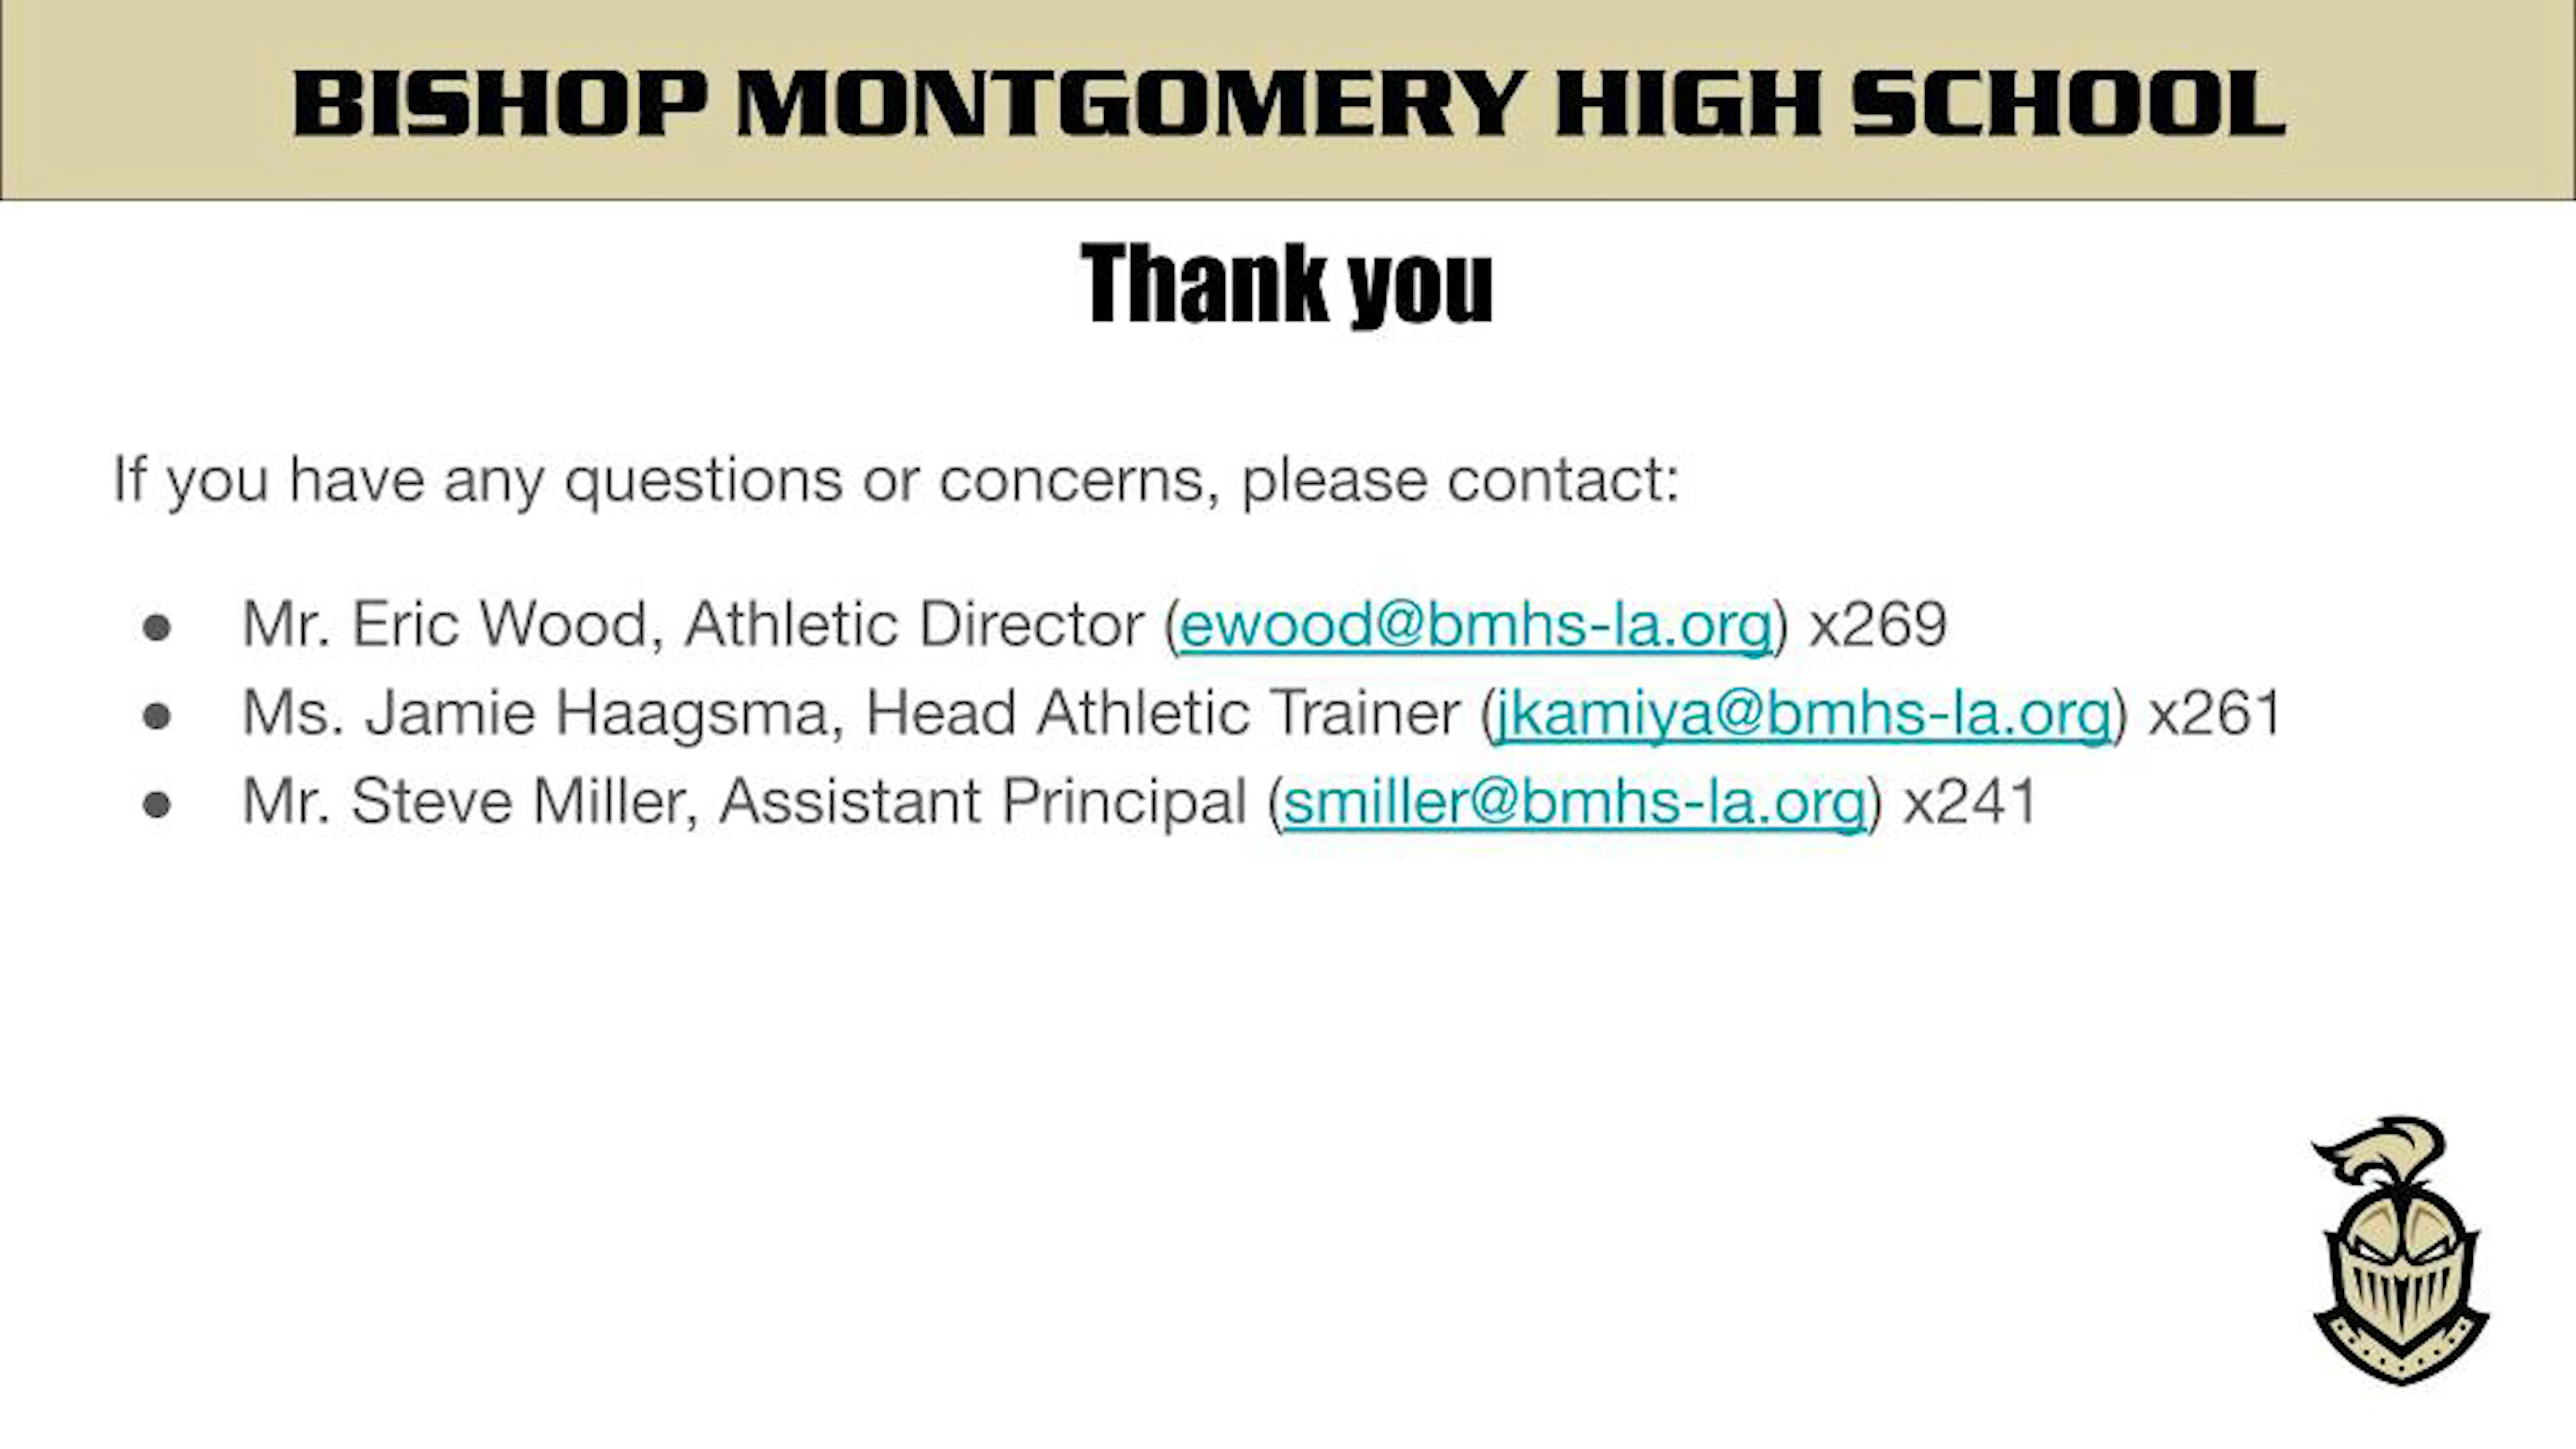 BISHOP MONTGOMERY HIGH SCHOOL
Thank you
If you have any questions or concerns, please contact:
● Mr. Eric Wood, Athletic Director (ewood@bmhs-la.org) x269
● Ms. Jamie Haagsma, Head Athletic Trainer (jkamiya@bmhs-la.org) x261
● Mr. Steve Miller, Assistant Principal (smiller@bmhs-la.org) x241